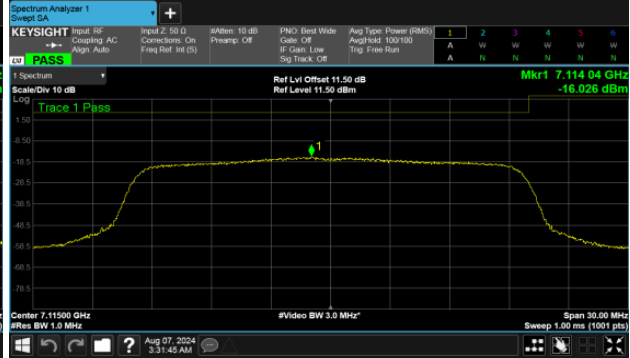 Spectrum Analyzer 1
Swept SA
+
KEYSIGHT Input: RF Input Z: 50 Ω #Atten: 10 dB PNO: Best Wide Avg Type: Power (RMS) 1 2 3 4 5 6
Coupling: AC Corrections: On Preamp: Off Gate: Off Avg|Hold: 100/100 A W W W W W
Align: Auto Freq Ref: Int (S) IF Gain: Low Trig: Free Run
LXI PASS Sig Track: Off A N N N N N
1 Spectrum Ref Lvl Offset 11.50 dB Mkr1 7.114 04 GHz
Scale/Div 10 dB Ref Level 11.50 dBm -16.026 dBm
Log
Trace 1 Pass
1.50
-8.50
1
-18.5
-28.5
-38.5
-48.5
-58.5
-68.5
-78.5
Center 7.11500 GHz #Video BW 3.0 MHz* Span 30.00 MHz
#Res BW 1.0 MHz Sweep 1.00 ms (1001 pts)
? Aug 07, 2024
3:31:45 AM